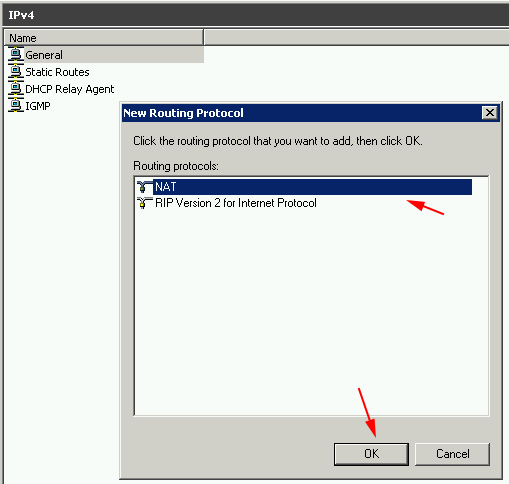 IPv4
Name
General
Static Routes
DHCP Relay Agent
IGMP
New Routing Protocol
Click the routing protocol that you want to add, then click OK.
Routing protocols:
NAT
RIP Version 2 for Internet Protocol
OK
Cancel